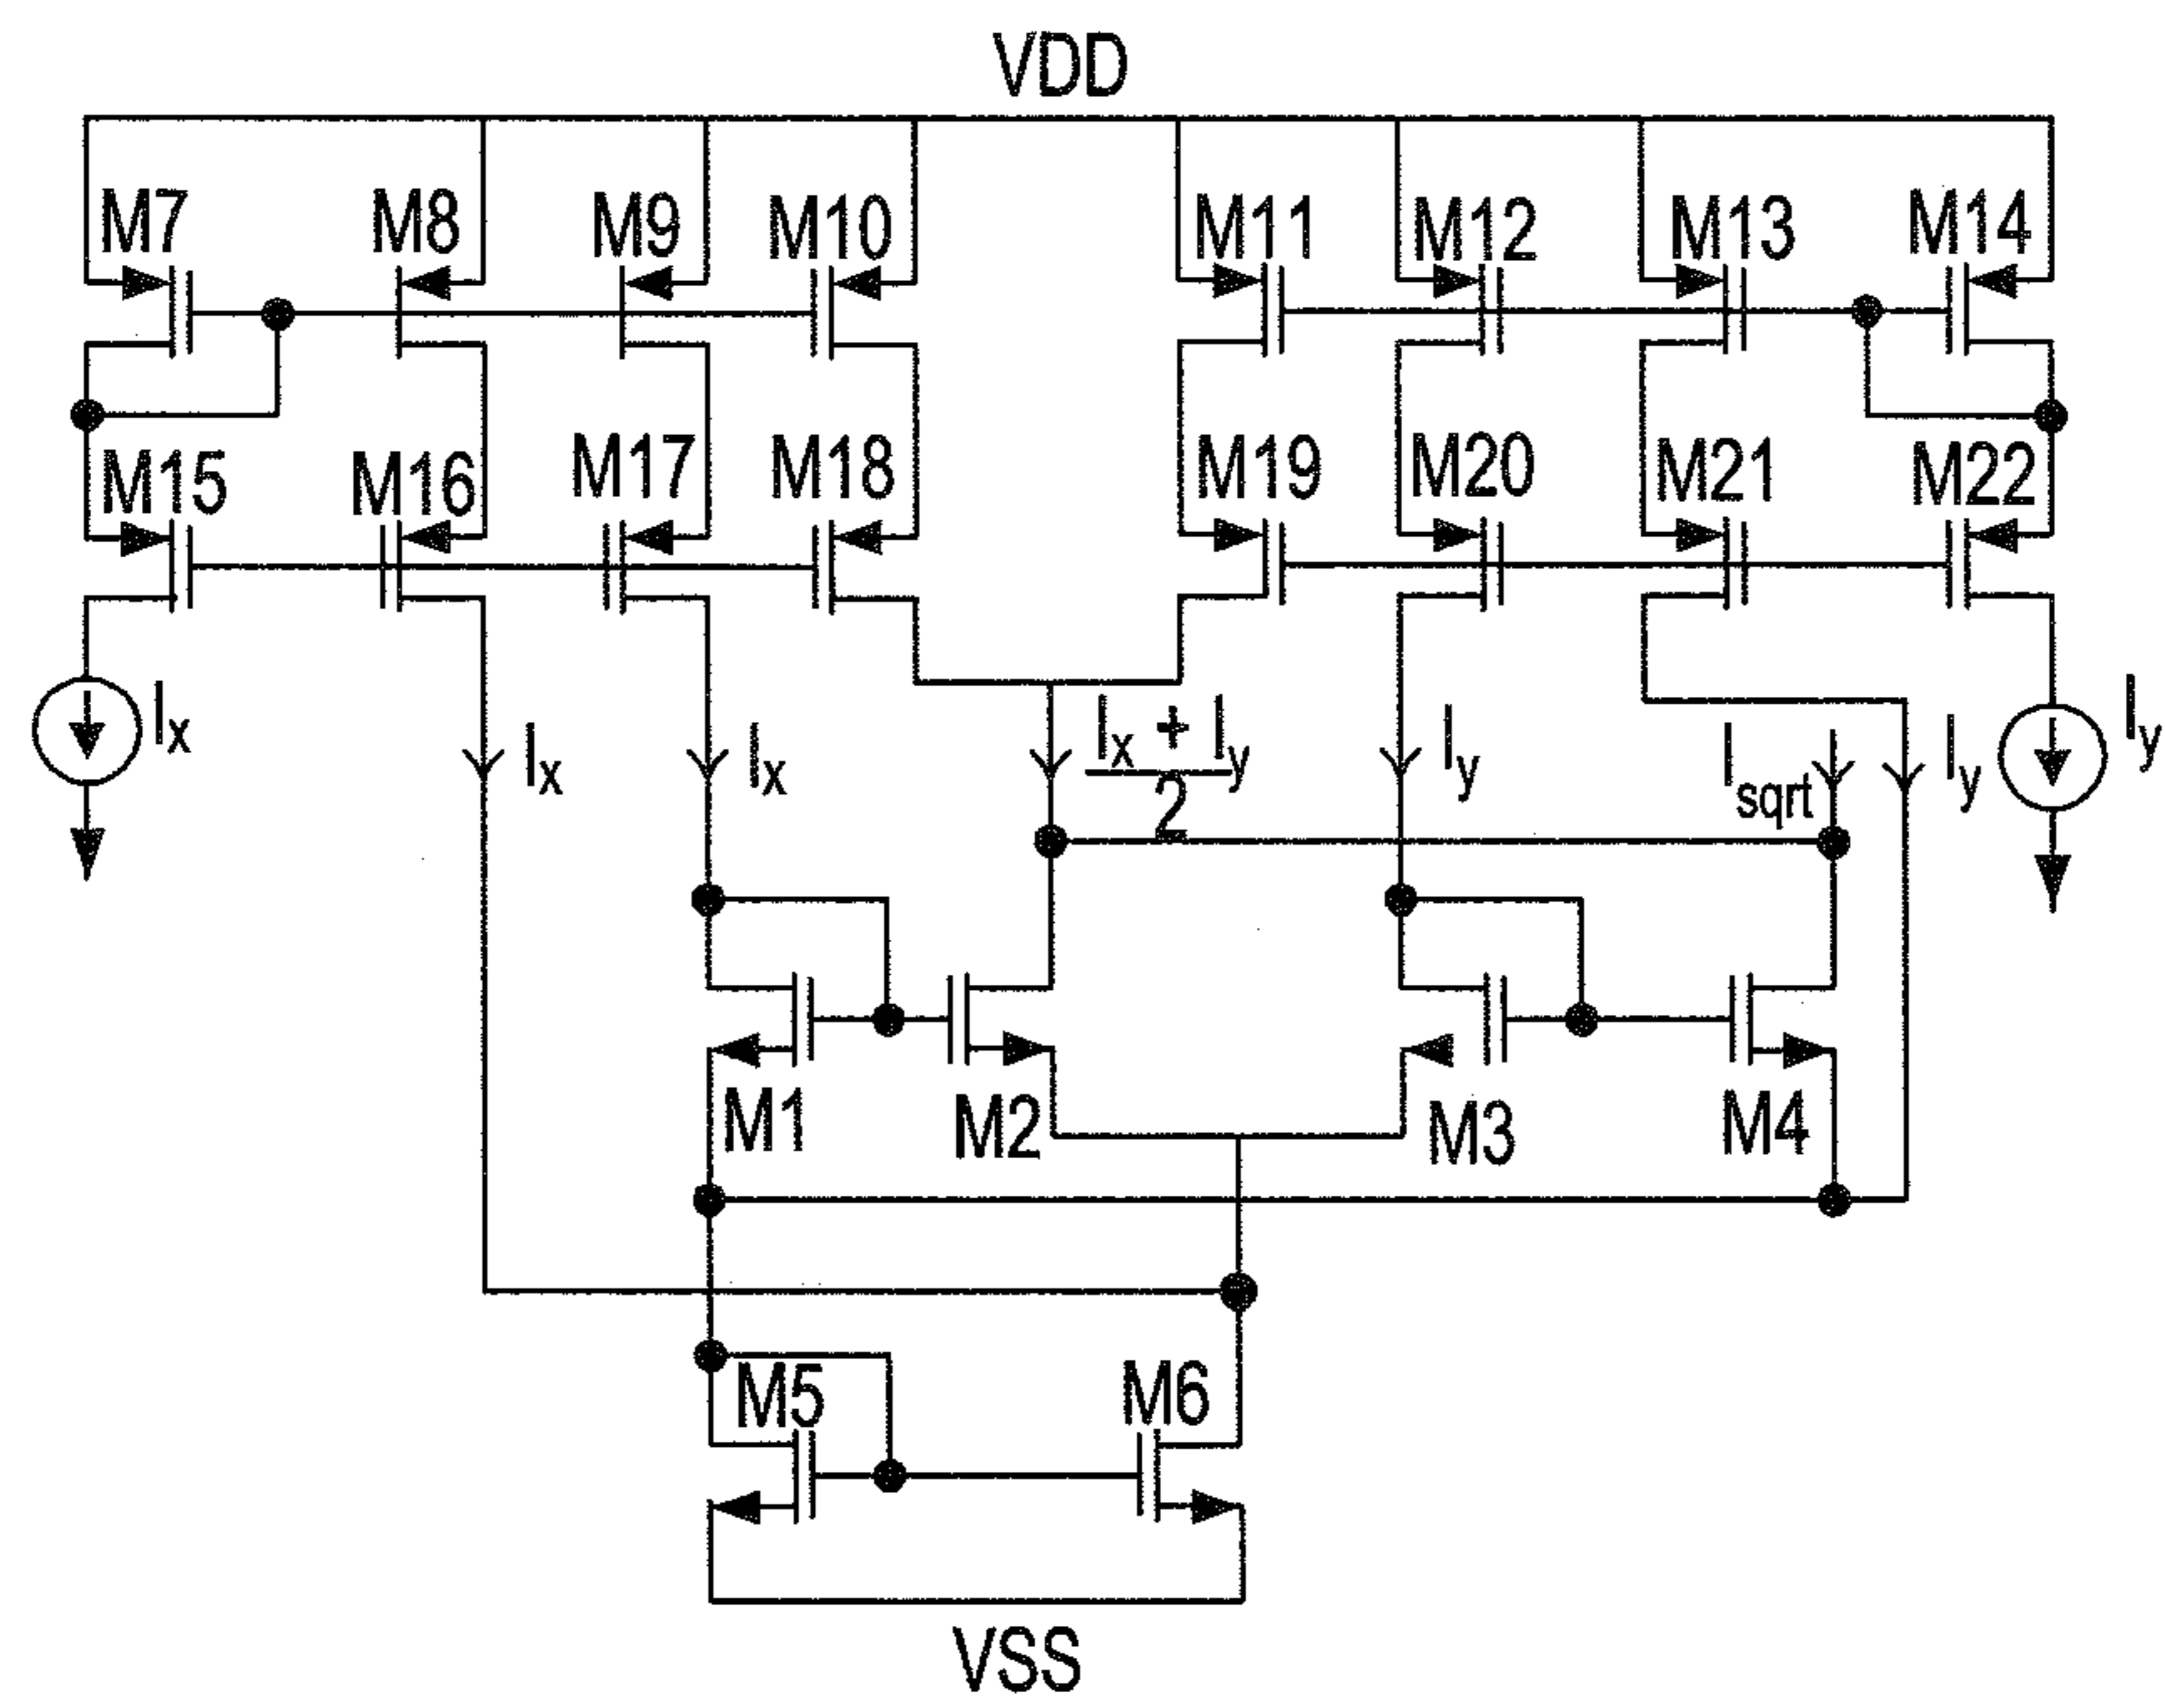 VDD
M7 M8 M9 M10 M11 M12 M13 M14
M15 M16 M17 M18 M19 M20 M21 M22
Ix Ix Ix Ix + Iy Iy Isqrt Iy Iy
2
M1 M2 M3 M4
M5 M6
VSS